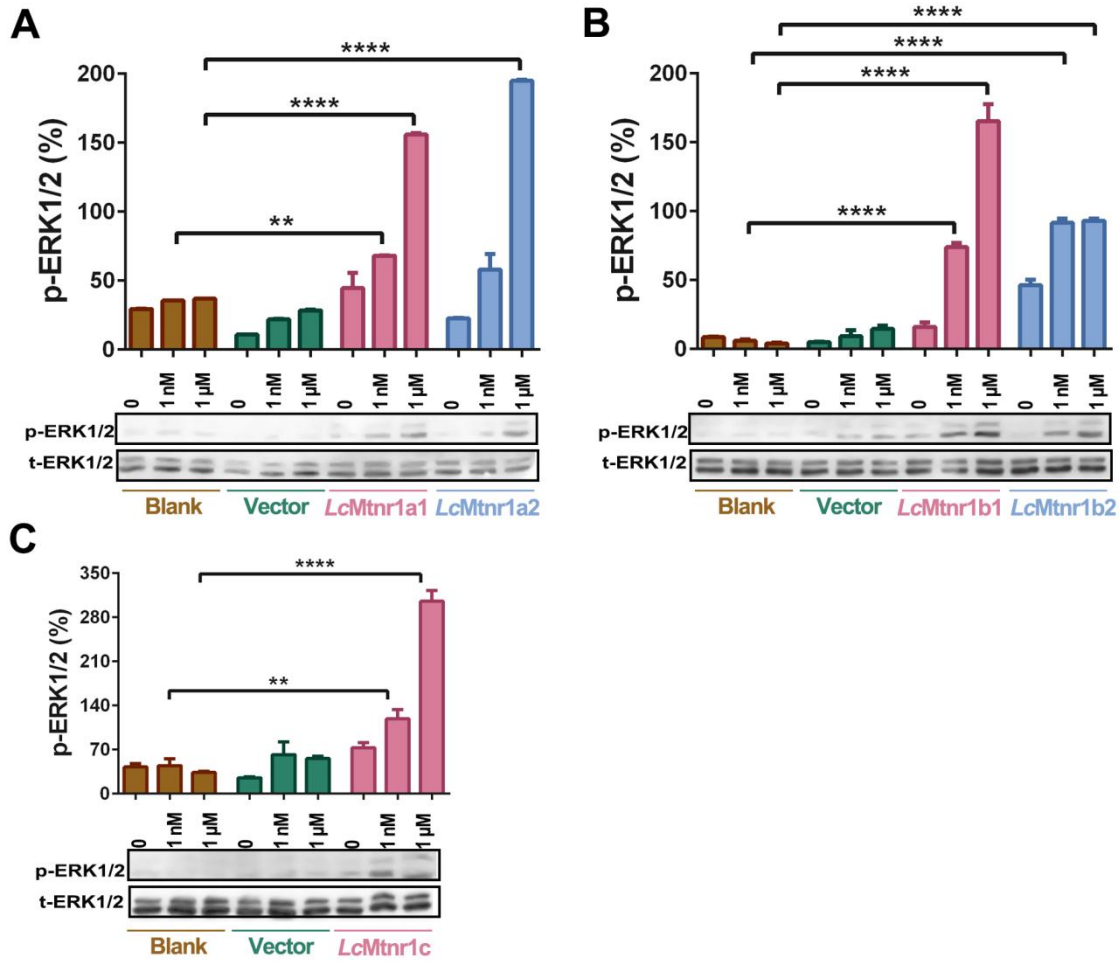 A
p-ERK1/2 (%)
200
150
100
50
0
****
****
**
0 1 nM 1 µM 0 1 nM 1 µM 0 1 nM 1 µM 0 1 nM 1 µM
p-ERK1/2
t-ERK1/2
Blank Vector LcMtnr1a1 LcMtnr1a2
B
p-ERK1/2 (%)
200
150
100
50
0
****
****
****
****
0 1 nM 1 µM 0 1 nM 1 µM 0 1 nM 1 µM 0 1 nM 1 µM
p-ERK1/2
t-ERK1/2
Blank Vector LcMtnr1b1 LcMtnr1b2
C
p-ERK1/2 (%)
350
280
210
140
70
0
****
**
0 1 nM 1 µM 0 1 nM 1 µM 0 1 nM 1 µM
p-ERK1/2
t-ERK1/2
Blank Vector LcMtnr1c